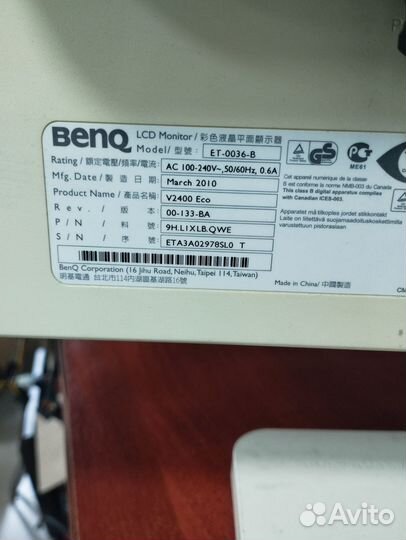 BenQ LCD Monitor/彩色液晶平面顯示器
Model/型號: ET-0036-B
Rating/額定電壓/頻率/電流: AC 100-240V~,50/60Hz, 0.6A
Mfg. Date/製造日期: March 2010
Product Name/產品名稱: V2400 Eco
Rev./版本: 00-133-BA
P/N/料號: 9H.L1XLB.QWE
S/N/序號: ETA3A02978SL0 T
BenQ Corporation (16 Jihu Road, Neihu, Taipei 114, Taiwan)
明基電通 台北市114內湖區基湖路16號
ME61
Cet appareil numérique de la classe
B est conforme à la norme NMB-003 du Canada
This class B digital apparatus complies
with Canadian ICES-003.
Apparatet må tilkoples jordet stikkontakt
Laite on liitettävä suojamaadoituskoskettimilla
varustettuun pistorasiaan.
Made in China/ 中國製造
Avito